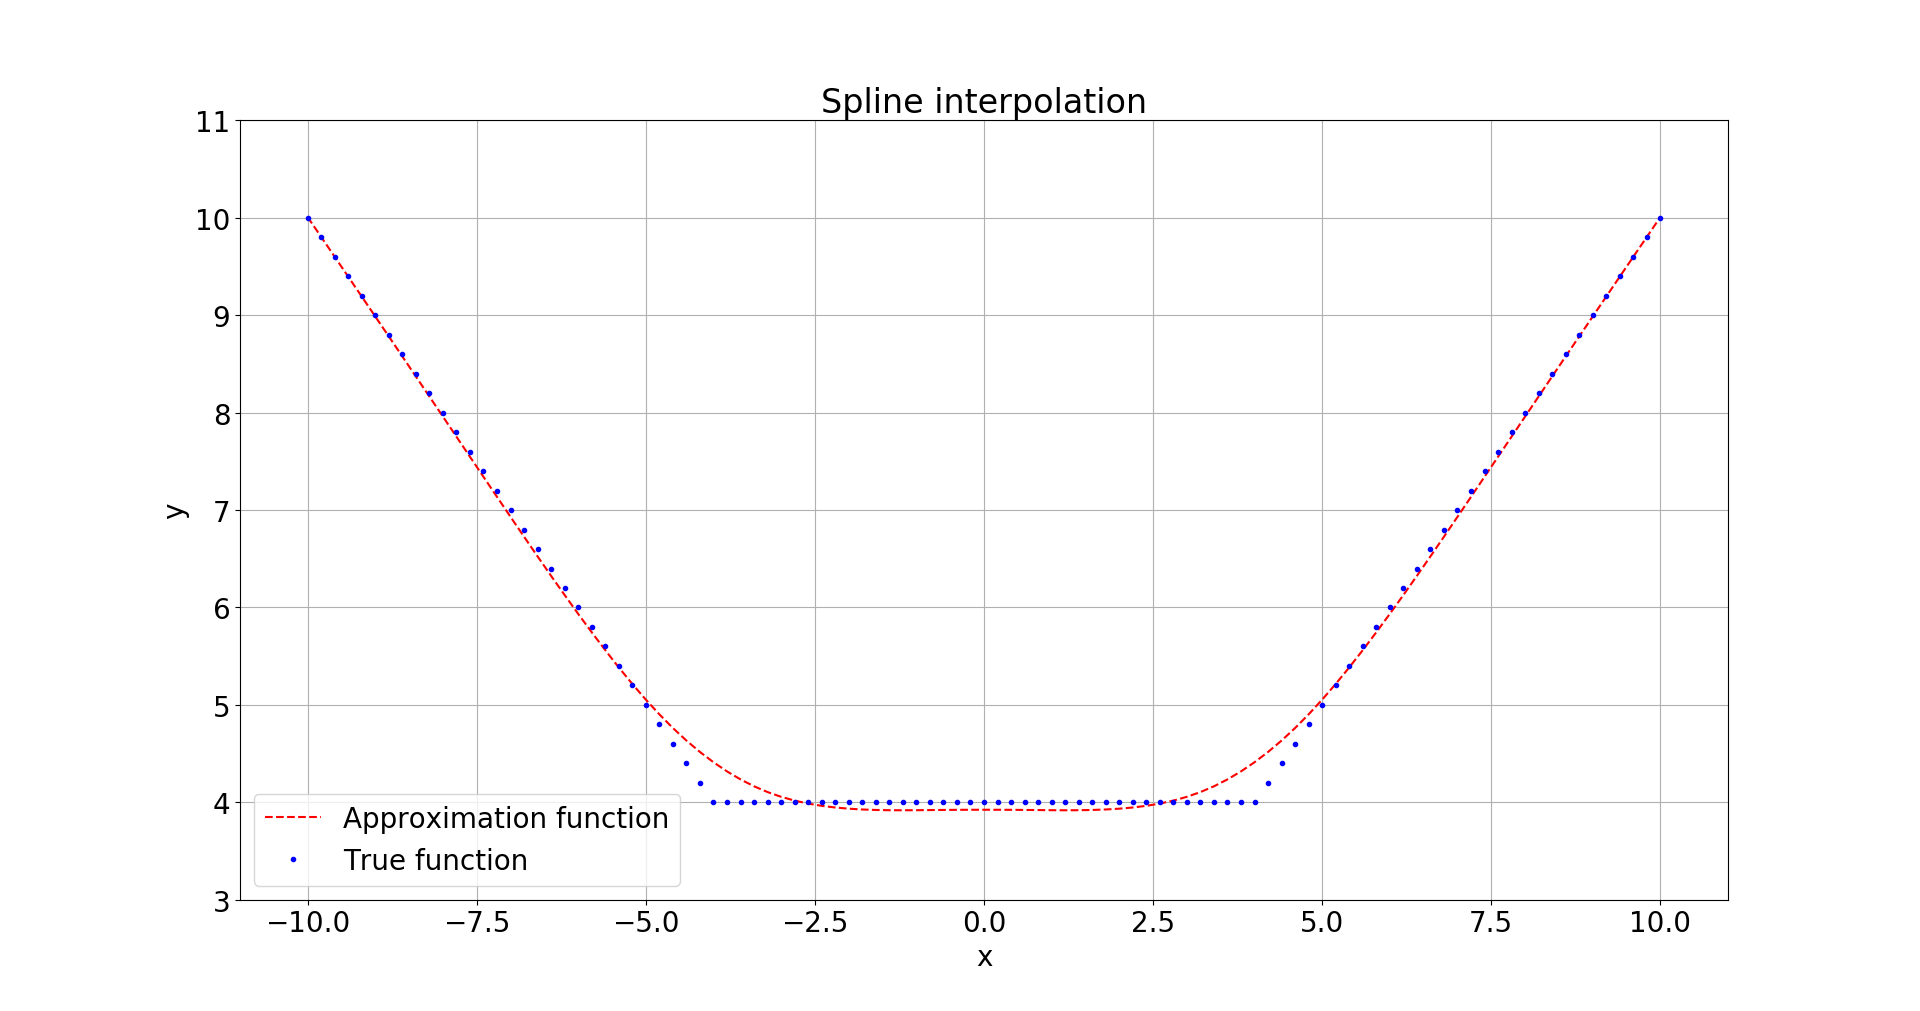 Spline interpolation
11
10
9
8
7
6
5
4
3
y
Approximation function
True function
−10.0 −7.5 −5.0 −2.5 0.0 2.5 5.0 7.5 10.0
x